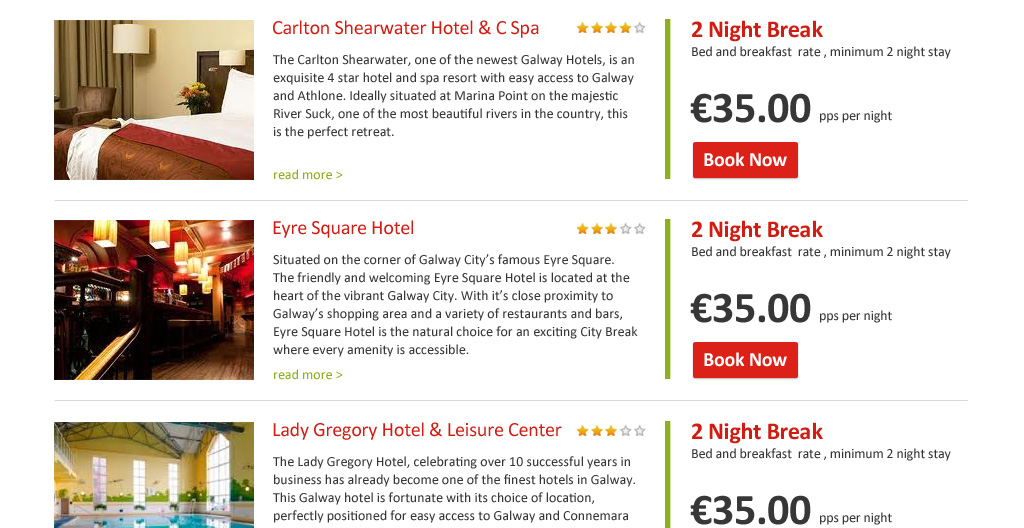 Carlton Shearwater Hotel & C Spa
The Carlton Shearwater, one of the newest Galway Hotels, is an
exquisite 4 star hotel and spa resort with easy access to Galway
and Athlone. Ideally situated at Marina Point on the majestic
River Suck, one of the most beautiful rivers in the country, this
is the perfect retreat.
read more >
2 Night Break
Bed and breakfast rate , minimum 2 night stay
€35.00 pps per night
Book Now
Eyre Square Hotel
Situated on the corner of Galway City’s famous Eyre Square.
The friendly and welcoming Eyre Square Hotel is located at the
heart of the vibrant Galway City. With it’s close proximity to
Galway’s shopping area and a variety of restaurants and bars,
Eyre Square Hotel is the natural choice for an exciting City Break
where every amenity is accessible.
read more >
2 Night Break
Bed and breakfast rate , minimum 2 night stay
€35.00 pps per night
Book Now
Lady Gregory Hotel & Leisure Center
The Lady Gregory Hotel, celebrating over 10 successful years in
business has already become one of the finest hotels in Galway.
This Galway hotel is fortunate with its choice of location,
perfectly positioned for easy access to Galway and Connemara
2 Night Break
Bed and breakfast rate , minimum 2 night stay
€35.00 pps per night